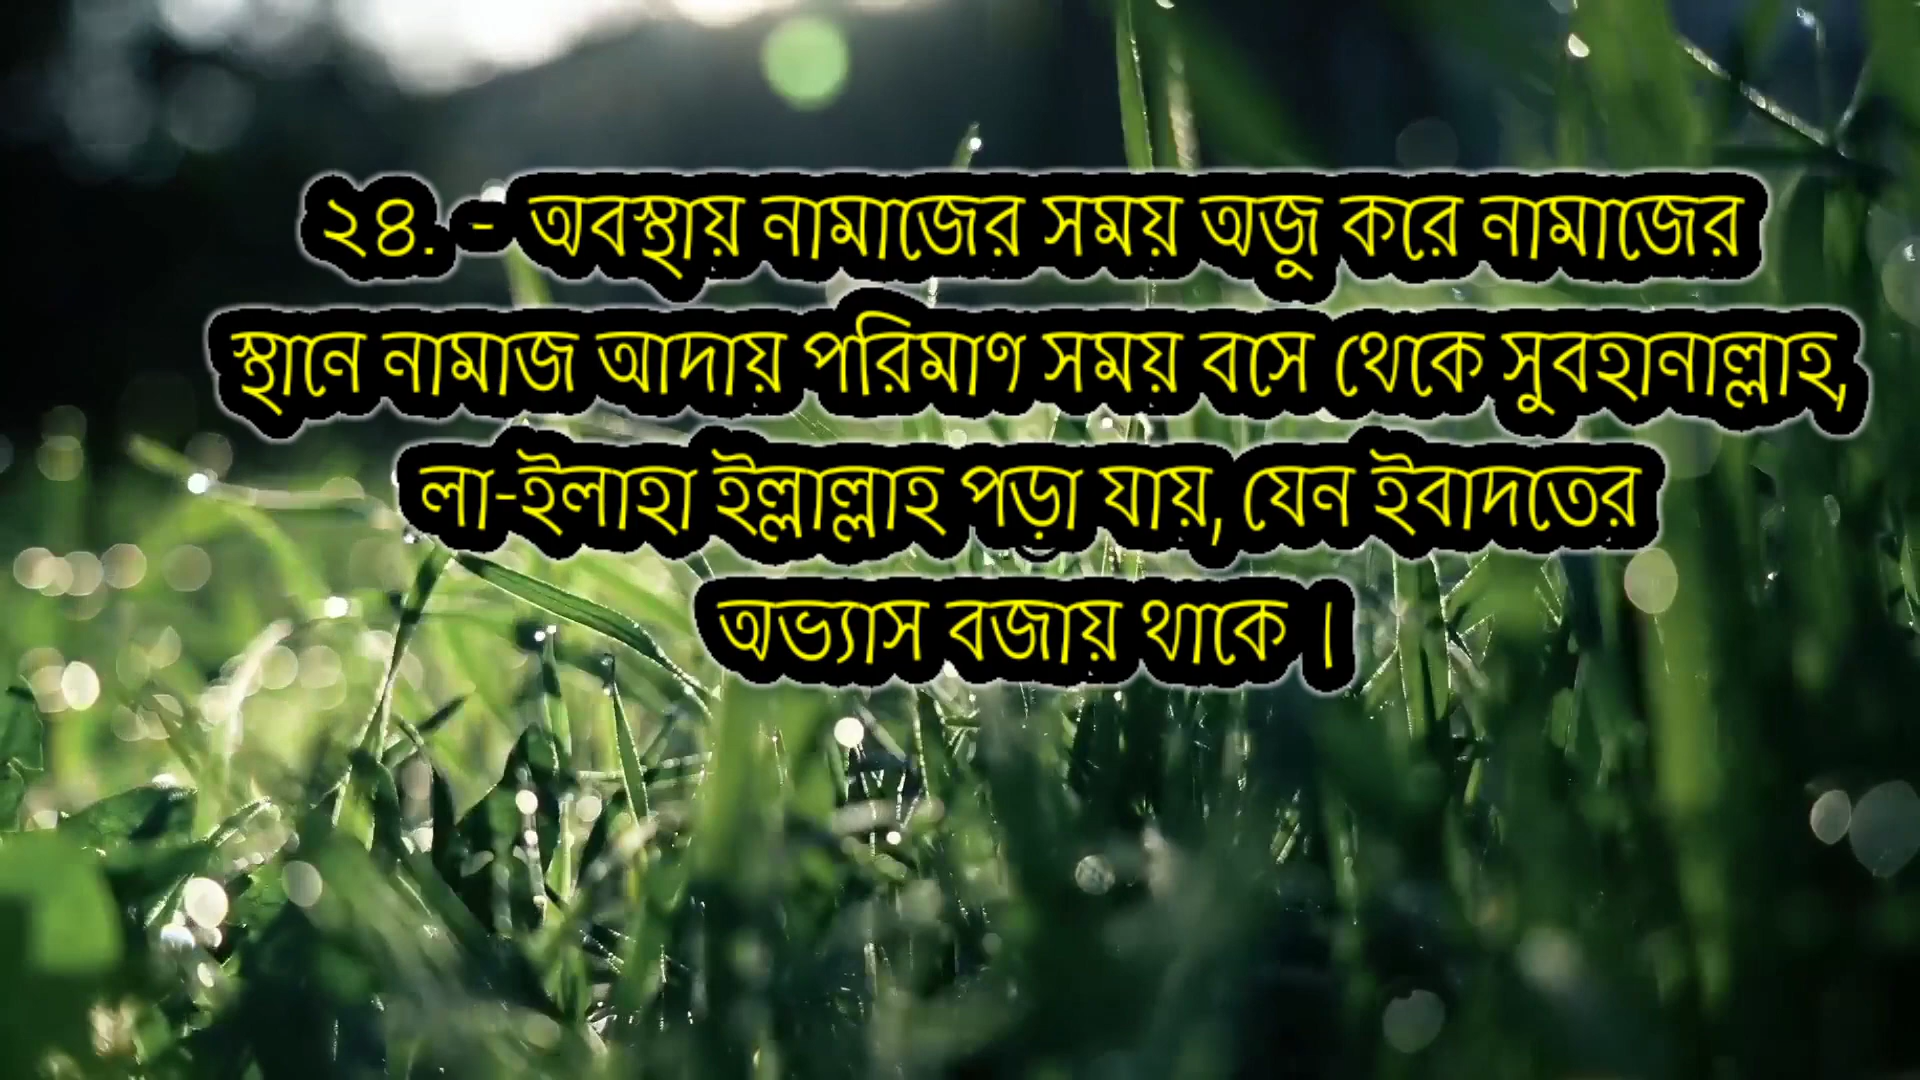 ২৪. - অবস্থায় নামাজের সময় অজু করে নামাজের
স্থানে নামাজ আদায় পরিমাণ সময় বসে থেকে সুবহানাল্লাহ,
লা-ইলাহা ইল্লাল্লাহ পড়া যায়, যেন ইবাদতের
অভ্যাস বজায় থাকে ।